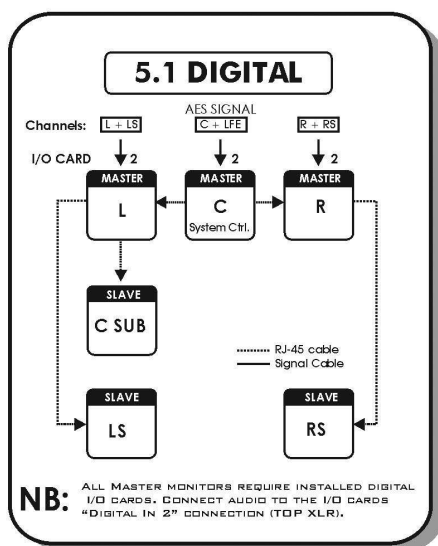 5.1 DIGITAL
AES SIGNAL
Channels: L + LS C + LFE R + RS
I/O CARD 2 2 2
MASTER MASTER MASTER
L C R
System Ctrl.
SLAVE
C SUB
RJ-45 cable
Signal Cable
SLAVE SLAVE
LS RS
NB: ALL MASTER MONITORS REQUIRE INSTALLED DIGITAL
I/O CARDS. CONNECT AUDIO TO THE I/O CARDS
“DIGITAL IN 2” CONNECTION (TOP XLR).